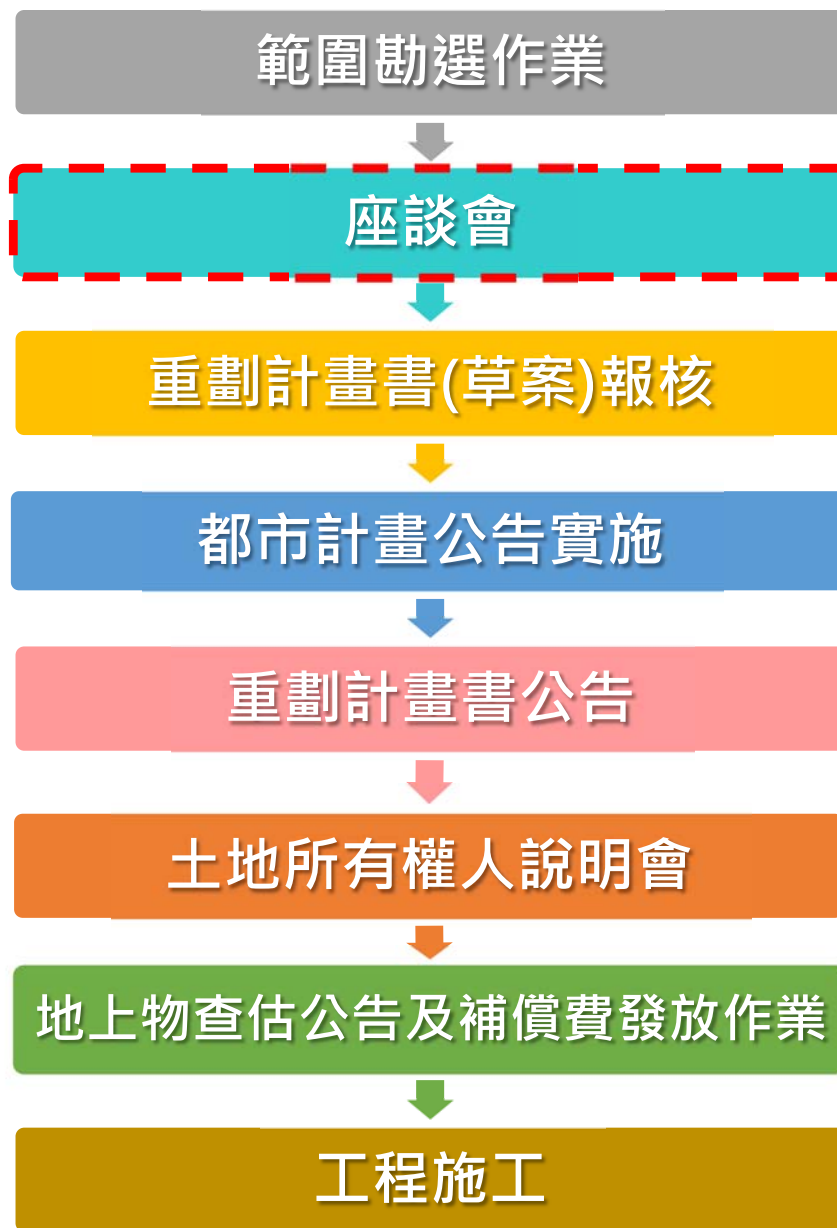 範圍勘選作業
座談會
重劃計畫書(草案)報核
都市計畫公告實施
重劃計畫書公告
土地所有權人說明會
地上物查估公告及補償費發放作業
工程施工